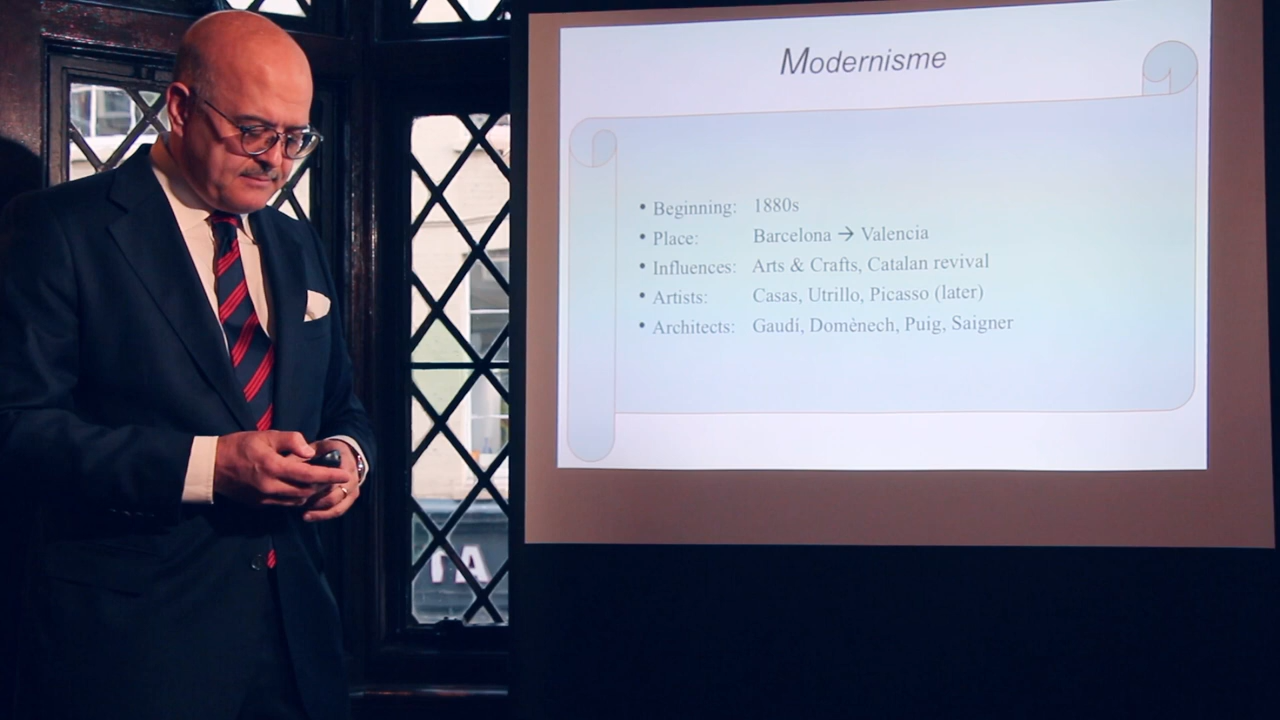 Modernisme
• Beginning: 1880s
• Place: Barcelona → Valencia
• Influences: Arts & Crafts, Catalan revival
• Artists: Casas, Utrillo, Picasso (later)
• Architects: Gaudí, Domènech, Puig, Saigner